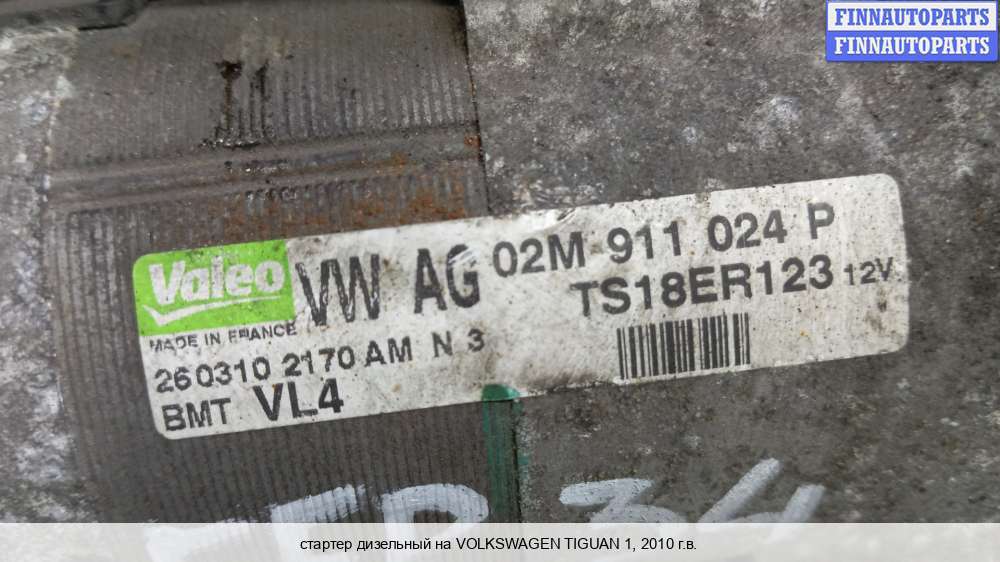 FINNAUTOPARTS
FINNAUTOPARTS
Valeo VW AG 02M 911 024 P
TS18ER123 12V
MADE IN FRANCE
260310 2170 AM N 3
BMT VL4
34
стартер дизельный на VOLKSWAGEN TIGUAN 1, 2010 г.в.